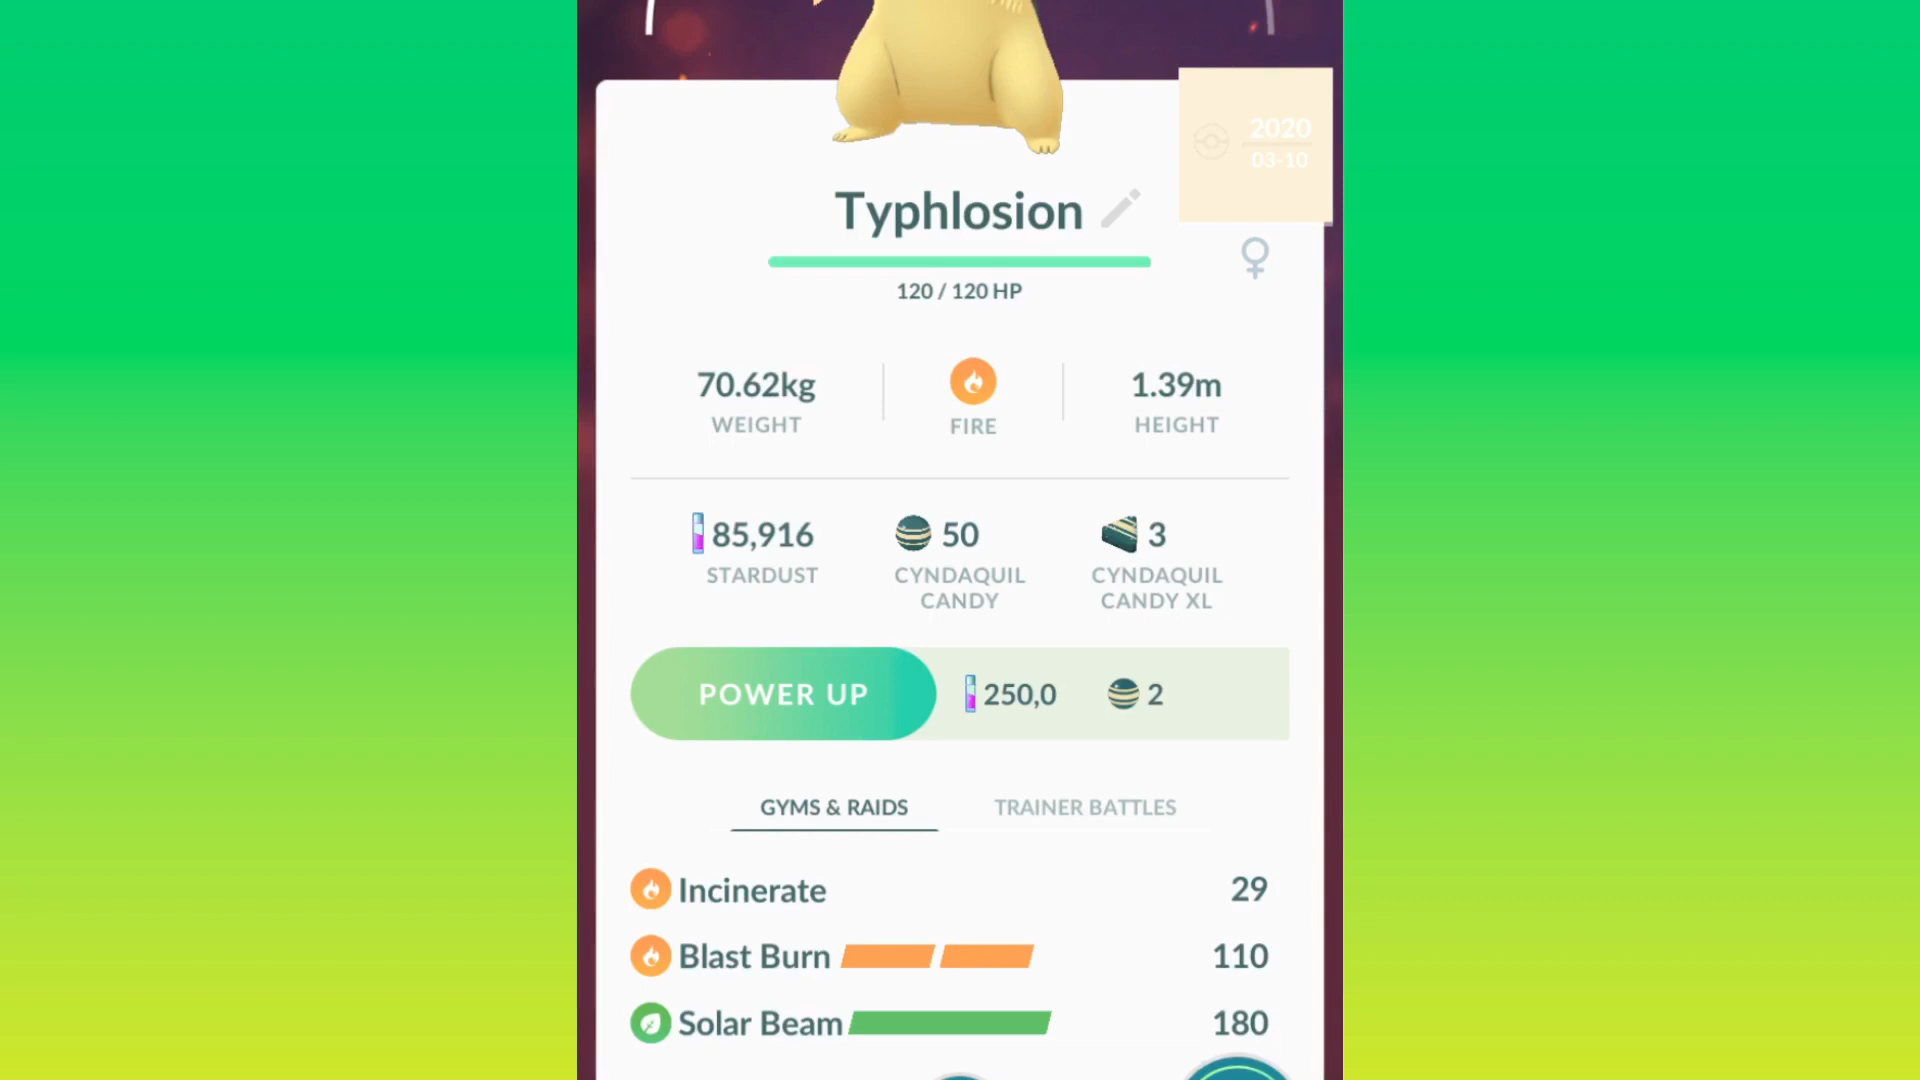 2020
03-10
Typhlosion
120 / 120 HP
70.62kg
WEIGHT
FIRE
1.39m
HEIGHT
85,916
STARDUST
50
CYNDAQUIL
CANDY
3
CYNDAQUIL
CANDY XL
POWER UP
250,0
2
GYMS & RAIDS
TRAINER BATTLES
Incinerate 29
Blast Burn 110
Solar Beam 180